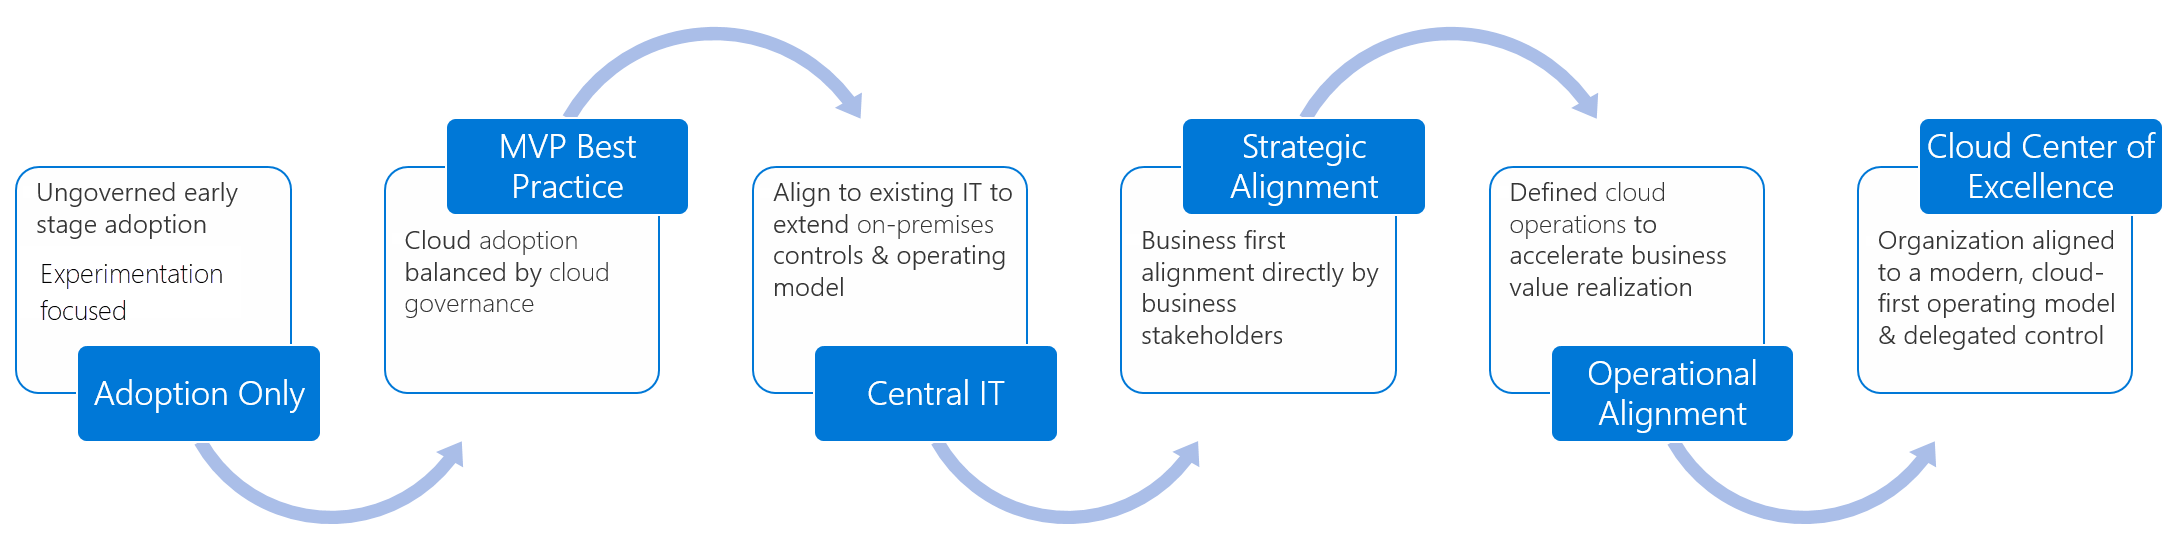 Ungoverned early
stage adoption
Experimentation
focused
Adoption Only
MVP Best
Practice
Cloud adoption
balanced by cloud
governance
Align to existing IT to
extend on-premises
controls & operating
model
Central IT
Strategic
Alignment
Business first
alignment directly by
business
stakeholders
Defined cloud
operations to
accelerate business
value realization
Operational
Alignment
Cloud Center of
Excellence
Organization aligned
to a modern, cloud-
first operating model
& delegated control